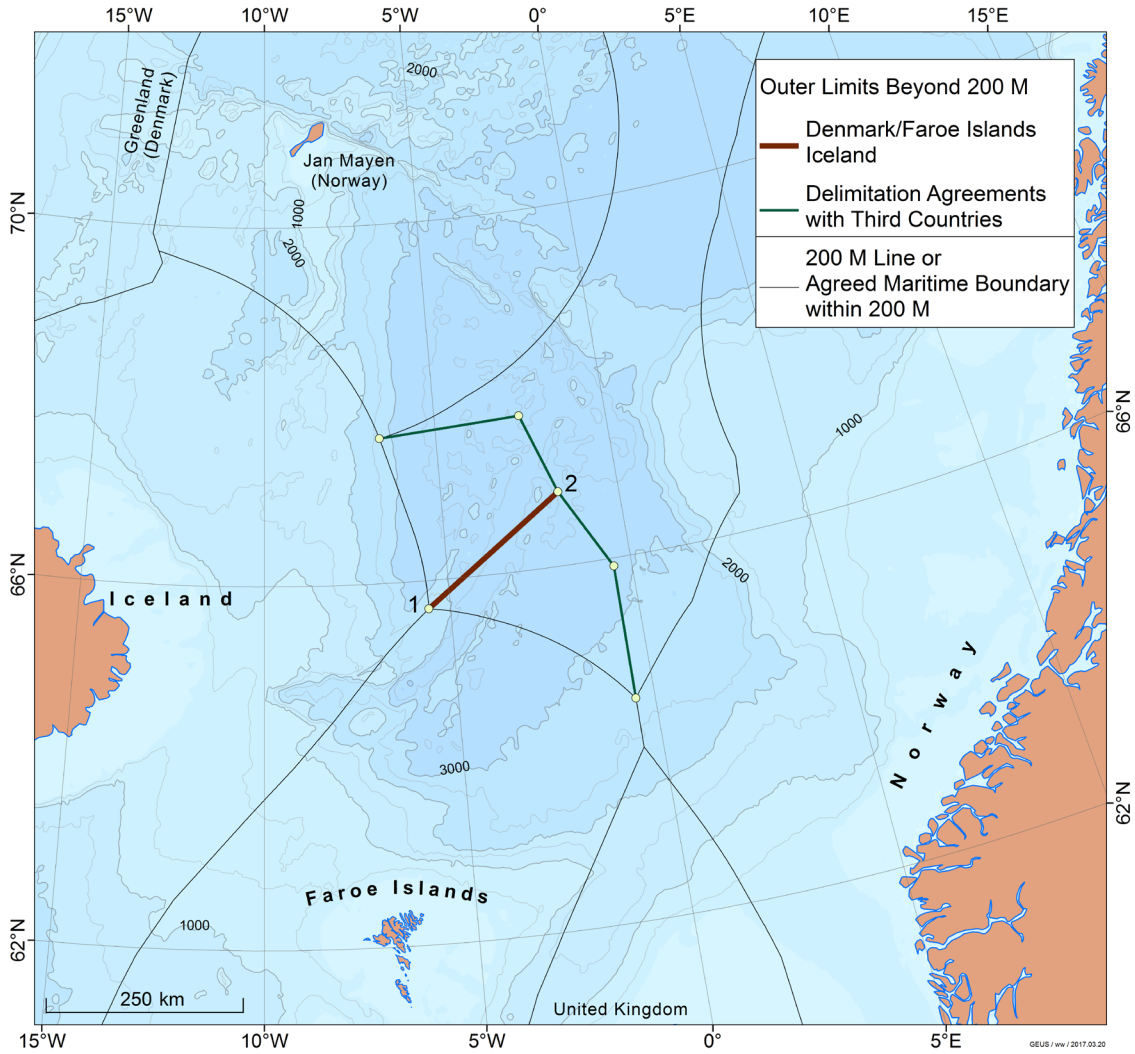 15°W 10°W 5°W 0° 5°E 10°E 15°E
Greenland
(Denmark)
2000
Jan Mayen
(Norway)
1000
2000
Outer Limits Beyond 200 M
Denmark/Faroe Islands
Iceland
Delimitation Agreements
with Third Countries
200 M Line or
Agreed Maritime Boundary
within 200 M
70°N
66°N
1000
2
66°N
2000
Iceland
1
Norway
3000
62°N
Faroe Islands
1000
62°N
250 km
United Kingdom
15°W 10°W 5°W 0° 5°E
GEUS / ww / 2017.03.20